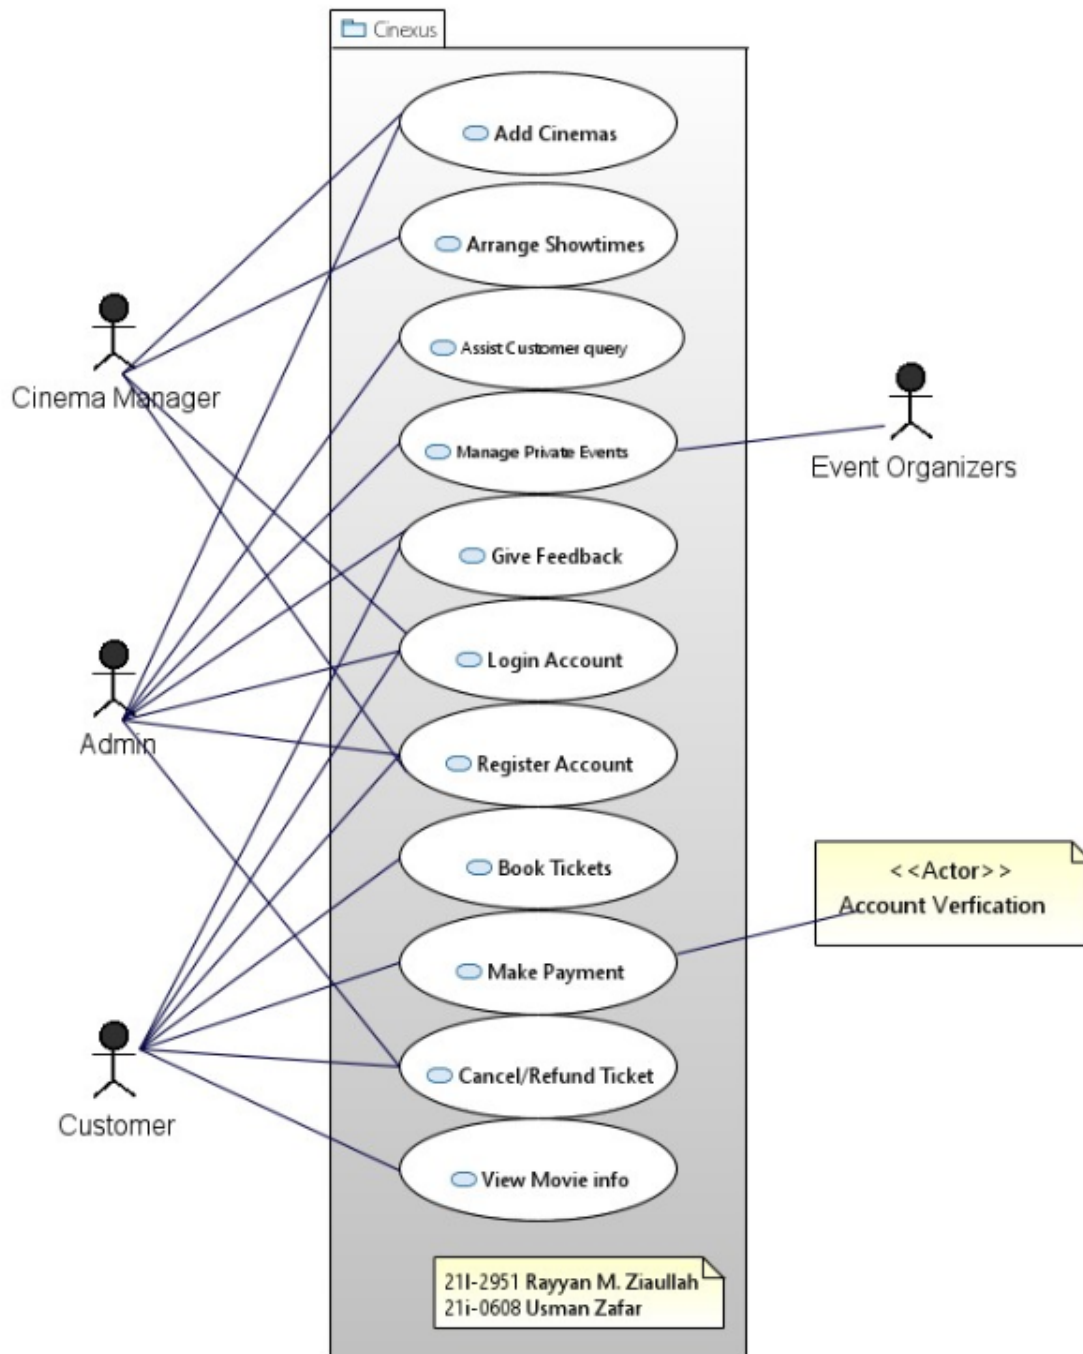 Cinexus
Add Cinemas
Arrange Showtimes
Assist Customer query
Cinema Manager
Manage Private Events
Event Organizers
Give Feedback
Login Account
Admin
Register Account
Book Tickets
<<Actor>>
Account Verfication
Make Payment
Cancel/Refund Ticket
Customer
View Movie info
21I-2951 Rayyan M. Ziaullah
21i-0608 Usman Zafar